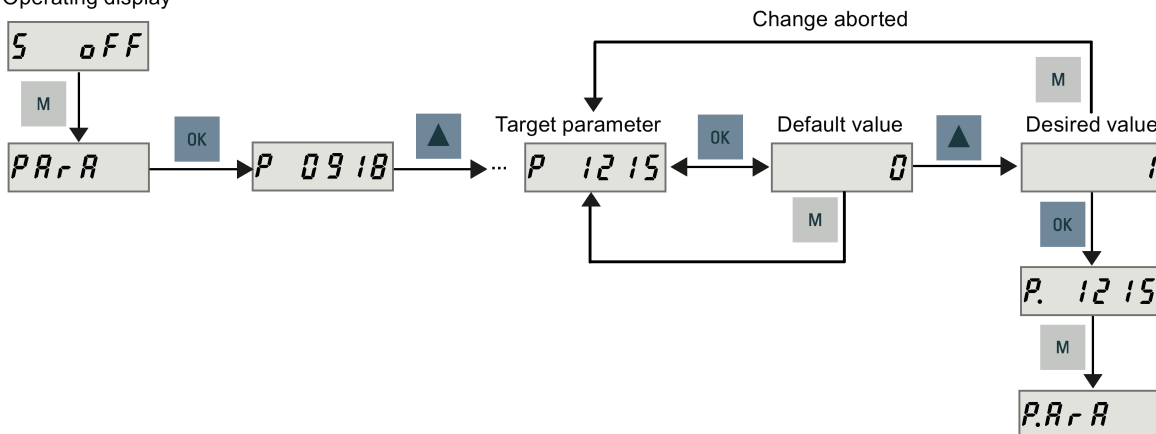 Operating display
S oFF
M
PArA
OK
P 0918
...
Target parameter
P 1215
OK
Default value
0
M
Change aborted
M
Desired value
1
OK
P. 1215
M
P.ArA